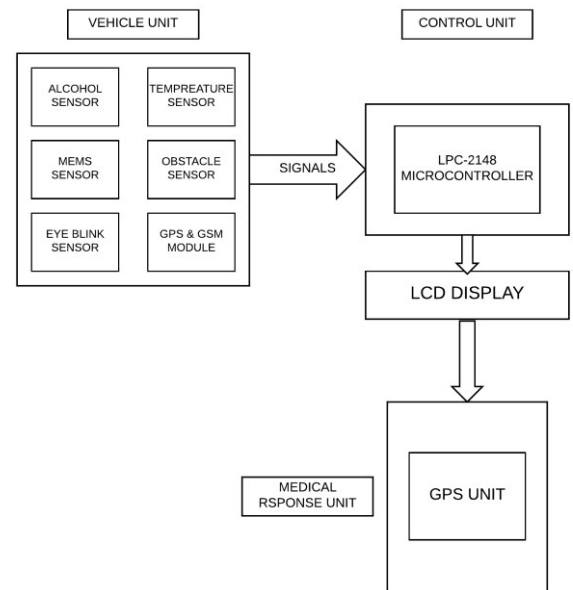 VEHICLE UNIT
CONTROL UNIT
ALCOHOL
SENSOR
TEMPREATURE
SENSOR
MEMS
SENSOR
OBSTACLE
SENSOR
EYE BLINK
SENSOR
GPS & GSM
MODULE
SIGNALS
LPC-2148
MICROCONTROLLER
LCD DISPLAY
MEDICAL
RSPONSE UNIT
GPS UNIT